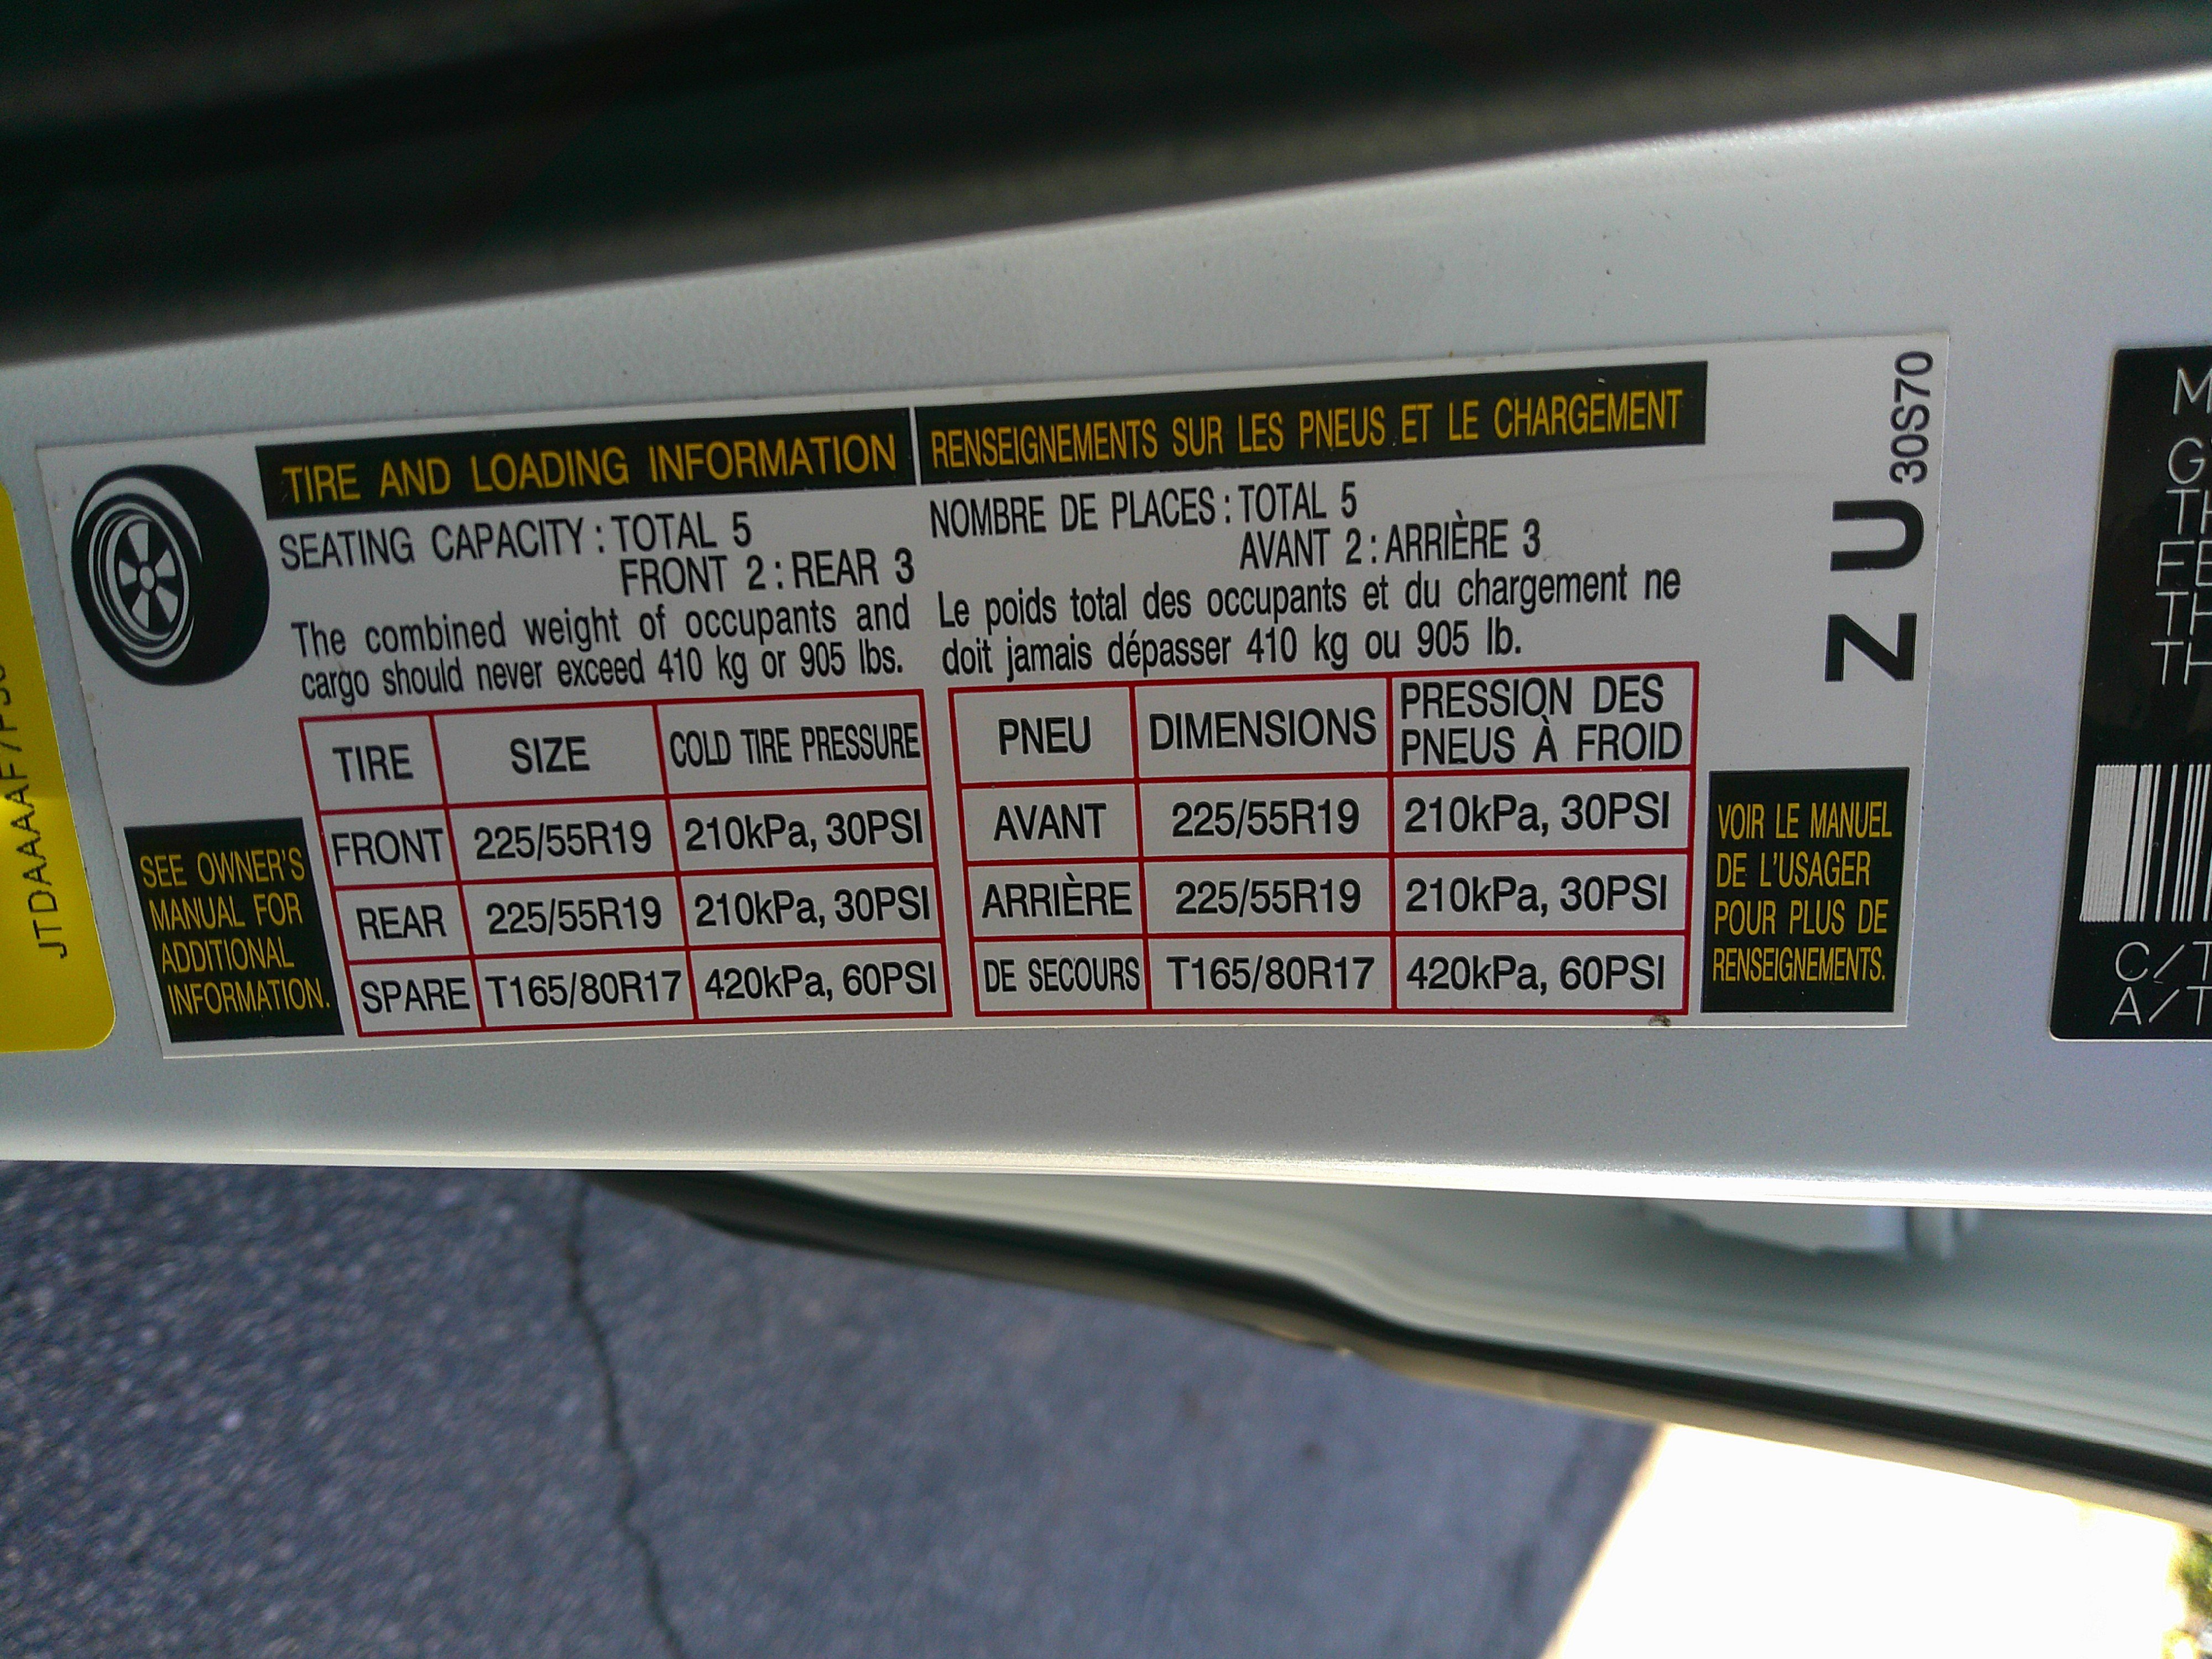 TIRE AND LOADING INFORMATION
SEATING CAPACITY : TOTAL 5
FRONT 2 : REAR 3
The combined weight of occupants and
cargo should never exceed 410 kg or 905 lbs.
TIRE SIZE COLD TIRE PRESSURE
FRONT 225/55R19 210kPa, 30PSI
REAR 225/55R19 210kPa, 30PSI
SPARE T165/80R17 420kPa, 60PSI
SEE OWNER'S
MANUAL FOR
ADDITIONAL
INFORMATION.
RENSEIGNEMENTS SUR LES PNEUS ET LE CHARGEMENT
NOMBRE DE PLACES : TOTAL 5
AVANT 2 : ARRIÈRE 3
Le poids total des occupants et du chargement ne
doit jamais dépasser 410 kg ou 905 lb.
PNEU DIMENSIONS PRESSION DES
PNEUS À FROID
AVANT 225/55R19 210kPa, 30PSI
ARRIÈRE 225/55R19 210kPa, 30PSI
DE SECOURS T165/80R17 420kPa, 60PSI
VOIR LE MANUEL
DE L'USAGER
POUR PLUS DE
RENSEIGNEMENTS.
ZU 30S70
C/T
A/T